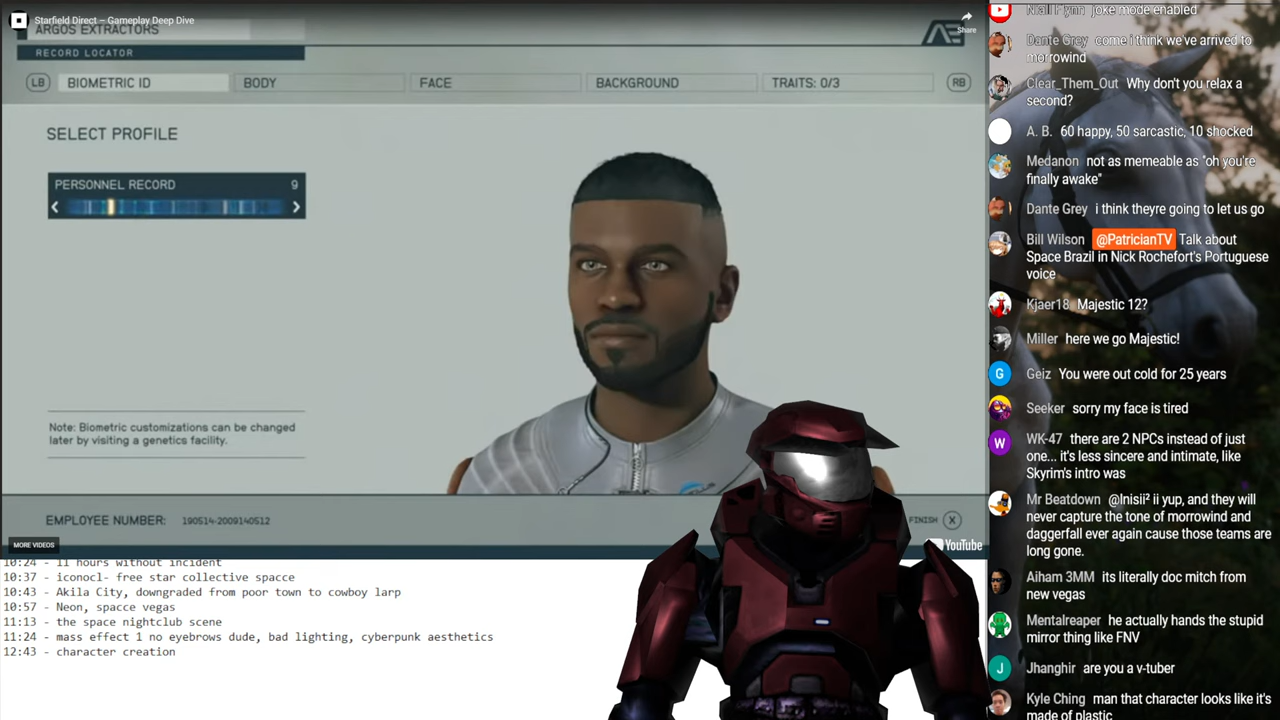 Starfield Direct – Gameplay Deep Dive
ARGOS EXTRACTORS
RECORD LOCATOR
Share
LB
BIOMETRIC ID
BODY
FACE
BACKGROUND
TRAITS: 0/3
RB
SELECT PROFILE
PERSONNEL RECORD 9
Note: Biometric customizations can be changed
later by visiting a genetics facility.
EMPLOYEE NUMBER: 190514-2009140512
FINISH X
MORE VIDEOS
YouTube
10:24 - 11 hours without incident
10:37 - iconocl- free star collective spacce
10:43 - Akila City, downgraded from poor town to cowboy larp
10:57 - Neon, spacce vegas
11:13 - the space nightclub scene
11:24 - mass effect 1 no eyebrows dude, bad lighting, cyberpunk aesthetics
12:43 - character creation
Niall Flynn joke mode enabled
Dante Grey come i think we've arrived to
morrowind
Clear_Them_Out Why don't you relax a
second?
A. B. 60 happy, 50 sarcastic, 10 shocked
Medanon not as memeable as "oh you're
finally awake"
Dante Grey i think theyre going to let us go
Bill Wilson @PatricianTV Talk about
Space Brazil in Nick Rochefort's Portuguese
voice
Kjaer18 Majestic 12?
Miller here we go Majestic!
G
Geiz You were out cold for 25 years
Seeker sorry my face is tired
W
WK-47 there are 2 NPCs instead of just
one... it's less sincere and intimate, like
Skyrim's intro was
Mr Beatdown @Inisii² ii yup, and they will
never capture the tone of morrowind and
daggerfall ever again cause those teams are
long gone.
Aiham 3MM its literally doc mitch from
new vegas
Mentalreaper he actually hands the stupid
mirror thing like FNV
J
Jhanghir are you a v-tuber
Kyle Ching man that character looks like it's
made of plastic